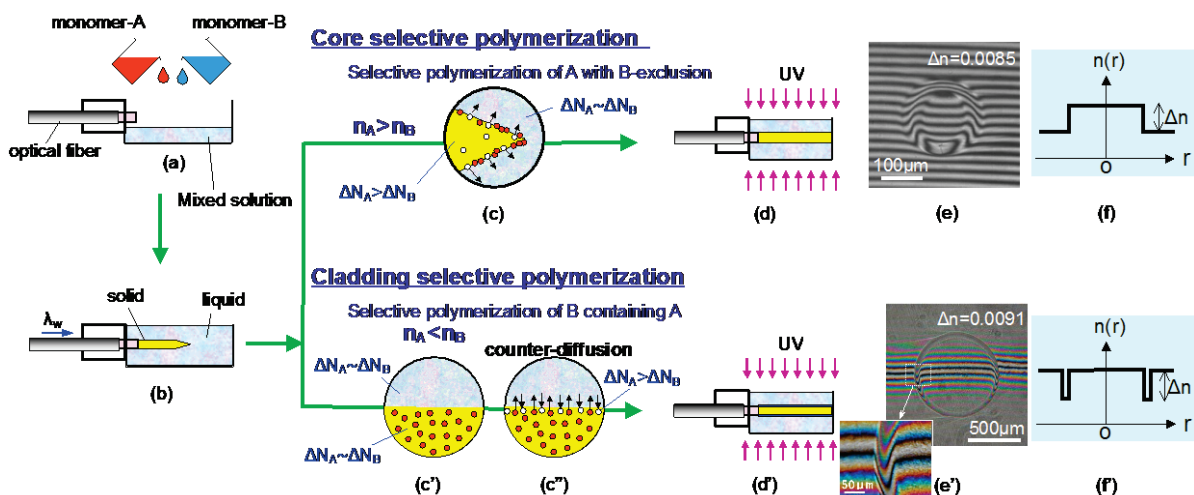 monomer-A
monomer-B
optical fiber
(a)
Mixed solution
λw
solid
liquid
(b)
Core selective polymerization
Selective polymerization of A with B-exclusion
nA>nB
ΔNA~ΔNB
ΔNA>ΔNB
(c)
UV
(d)
Δn=0.0085
100μm
(e)
n(r)
Δn
o
r
(f)
Cladding selective polymerization
Selective polymerization of B containing A
nA<nB
counter-diffusion
ΔNA~ΔNB
ΔNA>ΔNB
ΔNA~ΔNB
(c')
(c'')
UV
(d')
Δn=0.0091
500μm
50μm
(e')
n(r)
Δn
o
r
(f')